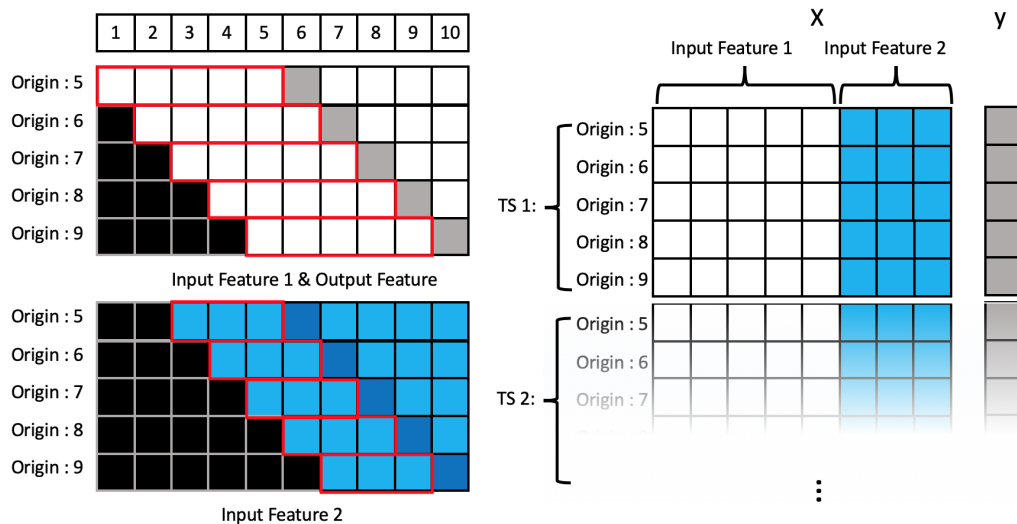 1 2 3 4 5 6 7 8 9 10
Origin : 5
Origin : 6
Origin : 7
Origin : 8
Origin : 9
Input Feature 1 & Output Feature
Origin : 5
Origin : 6
Origin : 7
Origin : 8
Origin : 9
Input Feature 2
X
y
Input Feature 1
Input Feature 2
TS 1:
Origin : 5
Origin : 6
Origin : 7
Origin : 8
Origin : 9
TS 2:
Origin : 5
Origin : 6
Origin : 7